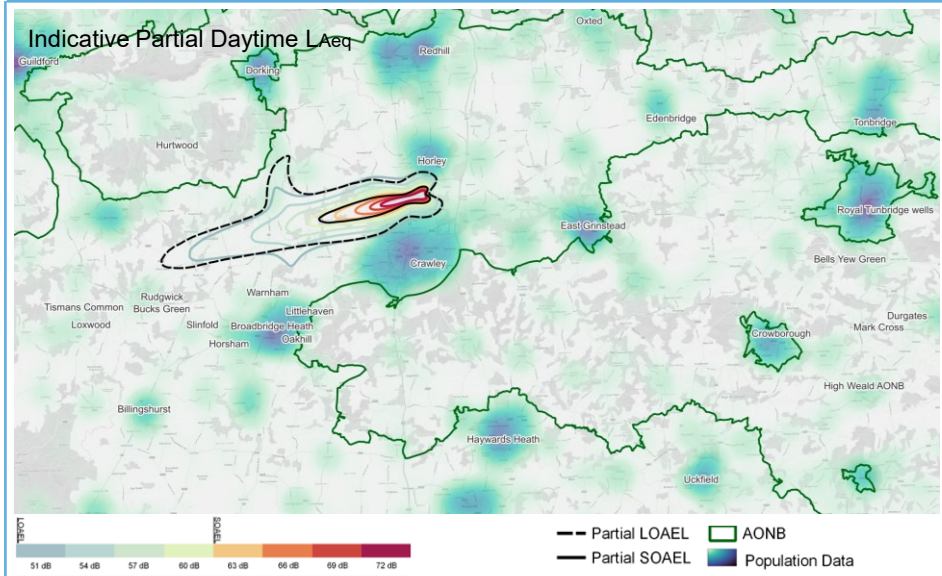 Indicative Partial Daytime LAeq
Oxted
Redhill
Guildford
Dorking
Edenbridge
Tonbridge
Hurtwood
Horley
Royal Tunbridge wells
East Grinstead
Bells Yew Green
Crawley
Warnham
Rudgwick
Tismans Common
Bucks Green
Littlehaven
Loxwood
Slinfold
Broadbridge Heath
Durgates
Mark Cross
Horsham
Oakhill
Crowborough
High Weald AONB
Billingshurst
Haywards Heath
Uckfield
LOAEL
SOAEL
51 dB 54 dB 57 dB 60 dB 63 dB 66 dB 69 dB 72 dB
Partial LOAEL
AONB
Partial SOAEL
Population Data